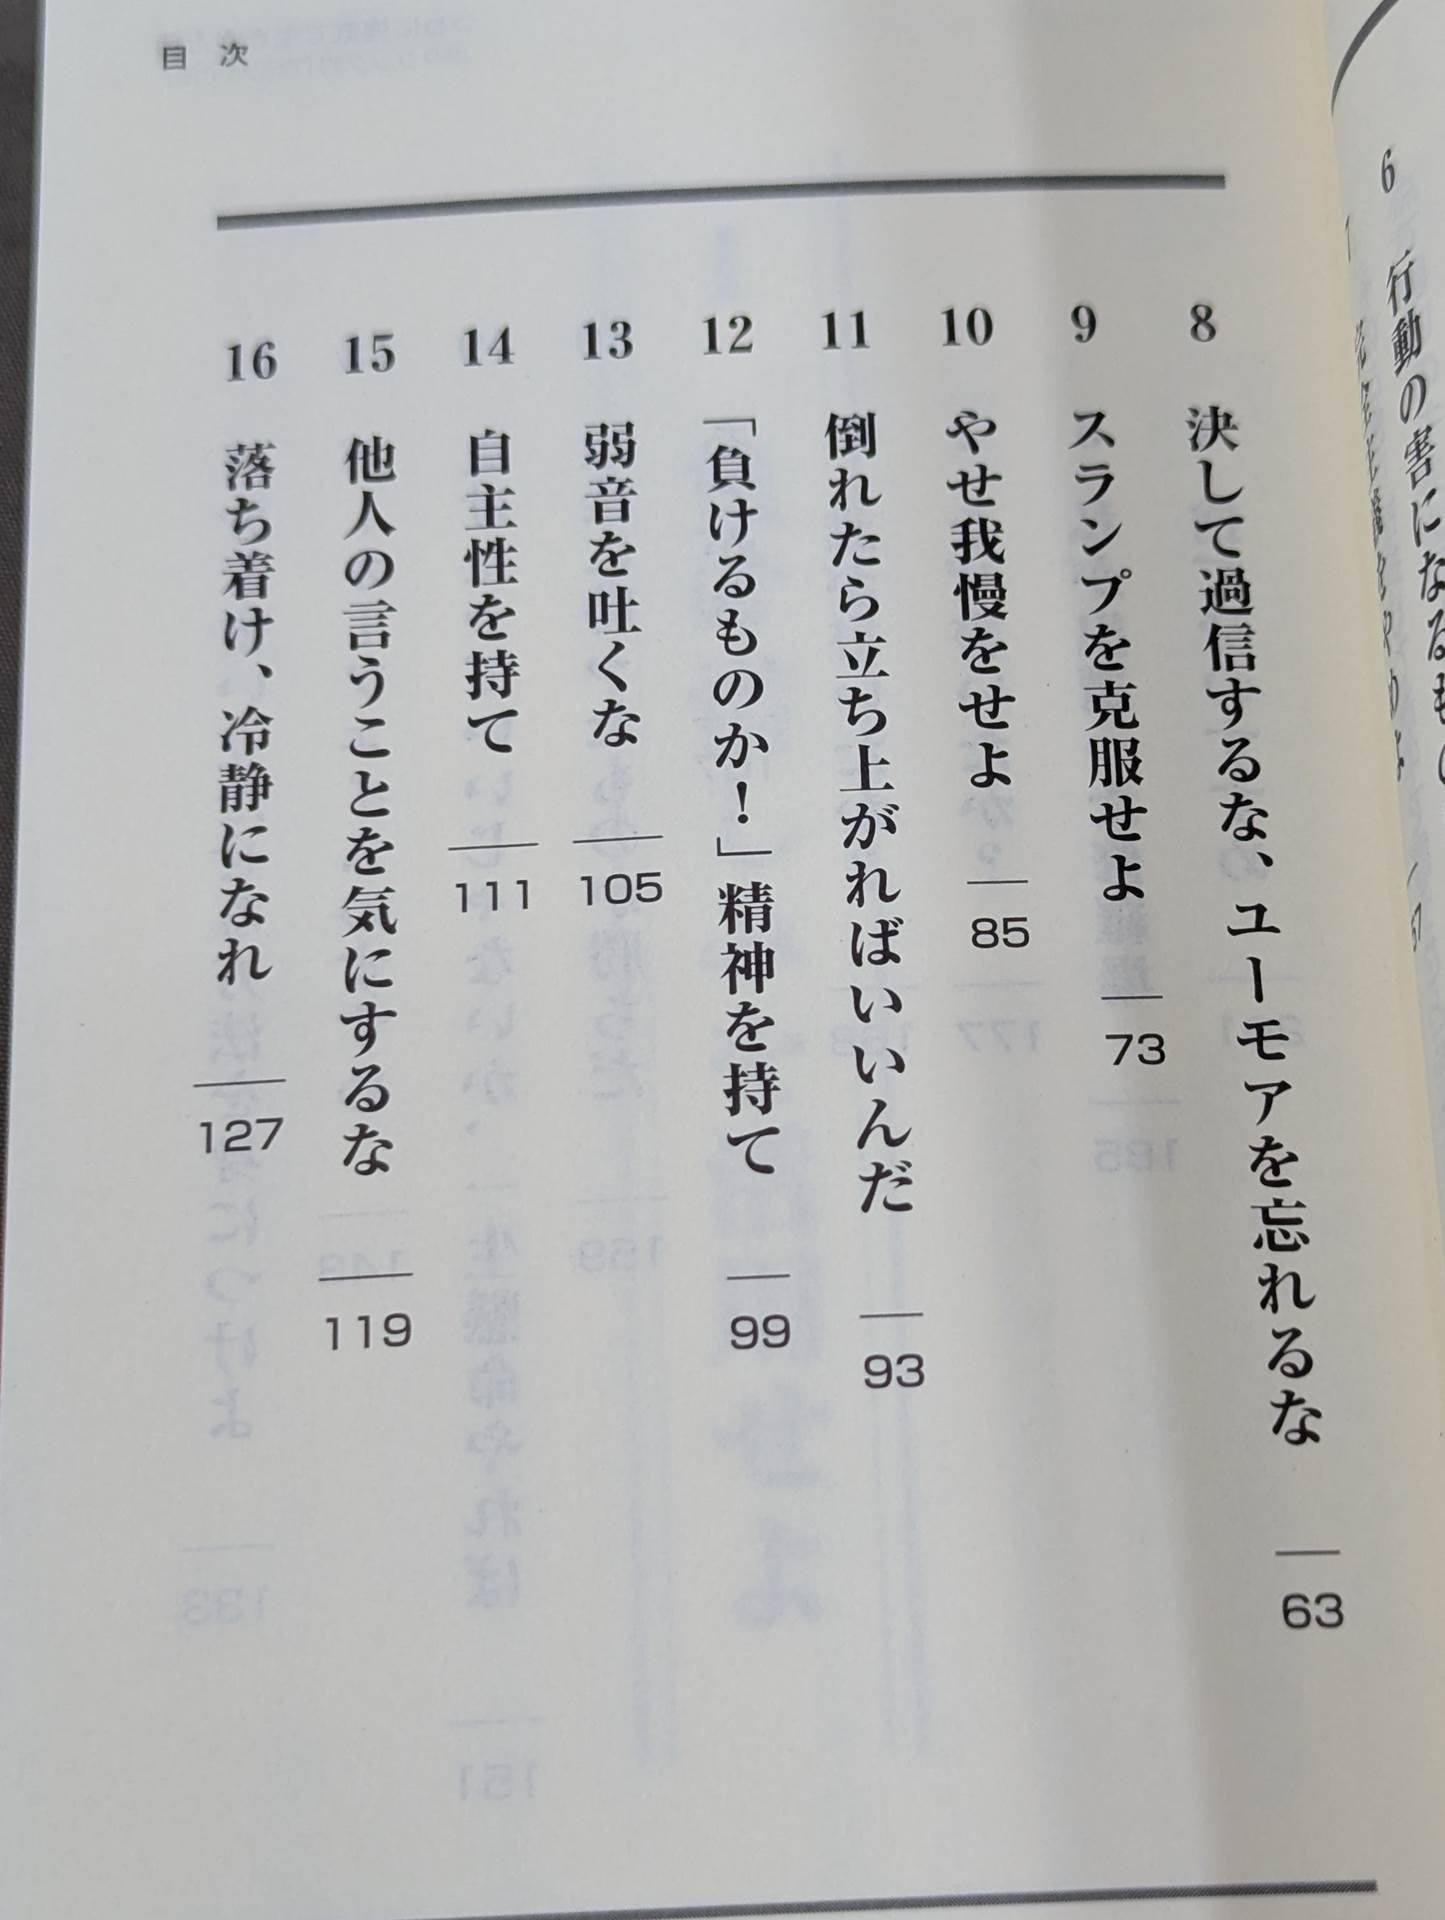 目次
6 行動の害になるも
8 決して過信するな、ユーモアを忘れるな 63
9 スランプを克服せよ 73
10 やせ我慢をせよ 85
11 倒れたら立ち上がればいいんだ 93
12 「負けるものか！」精神を持て 99
13 弱音を吐くな 105
14 自主性を持て 111
15 他人の言うことを気にするな 119
16 落ち着け、冷静になれ 127